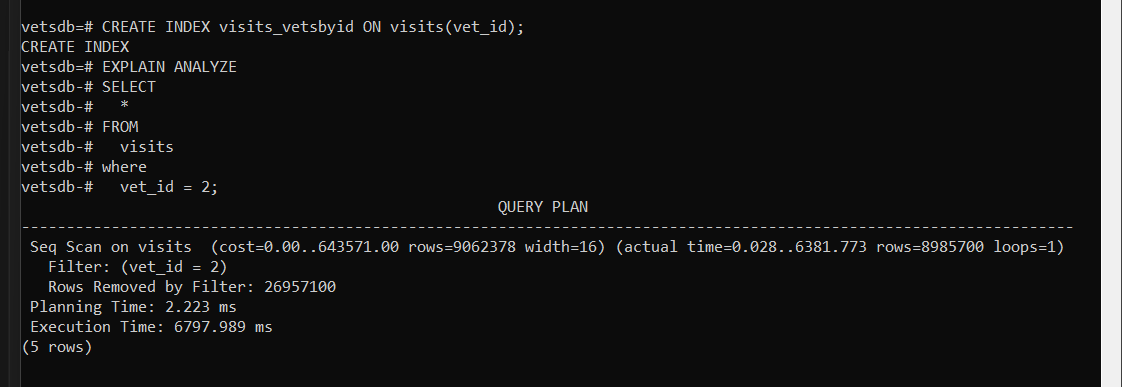 vetsdb=# CREATE INDEX visits_vetsbyid ON visits(vet_id);
CREATE INDEX
vetsdb=# EXPLAIN ANALYZE
vetsdb-# SELECT
vetsdb-#   *
vetsdb-# FROM
vetsdb-#   visits
vetsdb-# where
vetsdb-#   vet_id = 2;
QUERY PLAN
-----------------------------------------------------------------------------------------------------------------------
Seq Scan on visits  (cost=0.00..643571.00 rows=9062378 width=16) (actual time=0.028..6381.773 rows=8985700 loops=1)
Filter: (vet_id = 2)
Rows Removed by Filter: 26957100
Planning Time: 2.223 ms
Execution Time: 6797.989 ms
(5 rows)